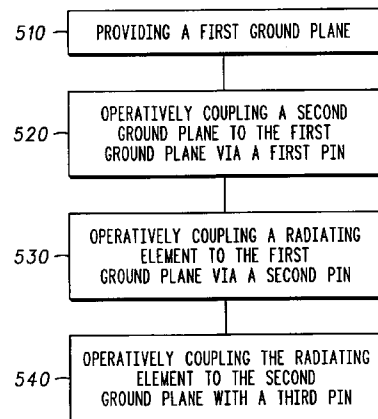 510
PROVIDING A FIRST GROUND PLANE
520
OPERATIVELY COUPLING A SECOND
GROUND PLANE TO THE FIRST
GROUND PLANE VIA A FIRST PIN
530
OPERATIVELY COUPLING A RADIATING
ELEMENT TO THE FIRST
GROUND PLANE VIA A SECOND PIN
540
OPERATIVELY COUPLING THE RADIATING
ELEMENT TO THE SECOND
GROUND PLANE WITH A THIRD PIN